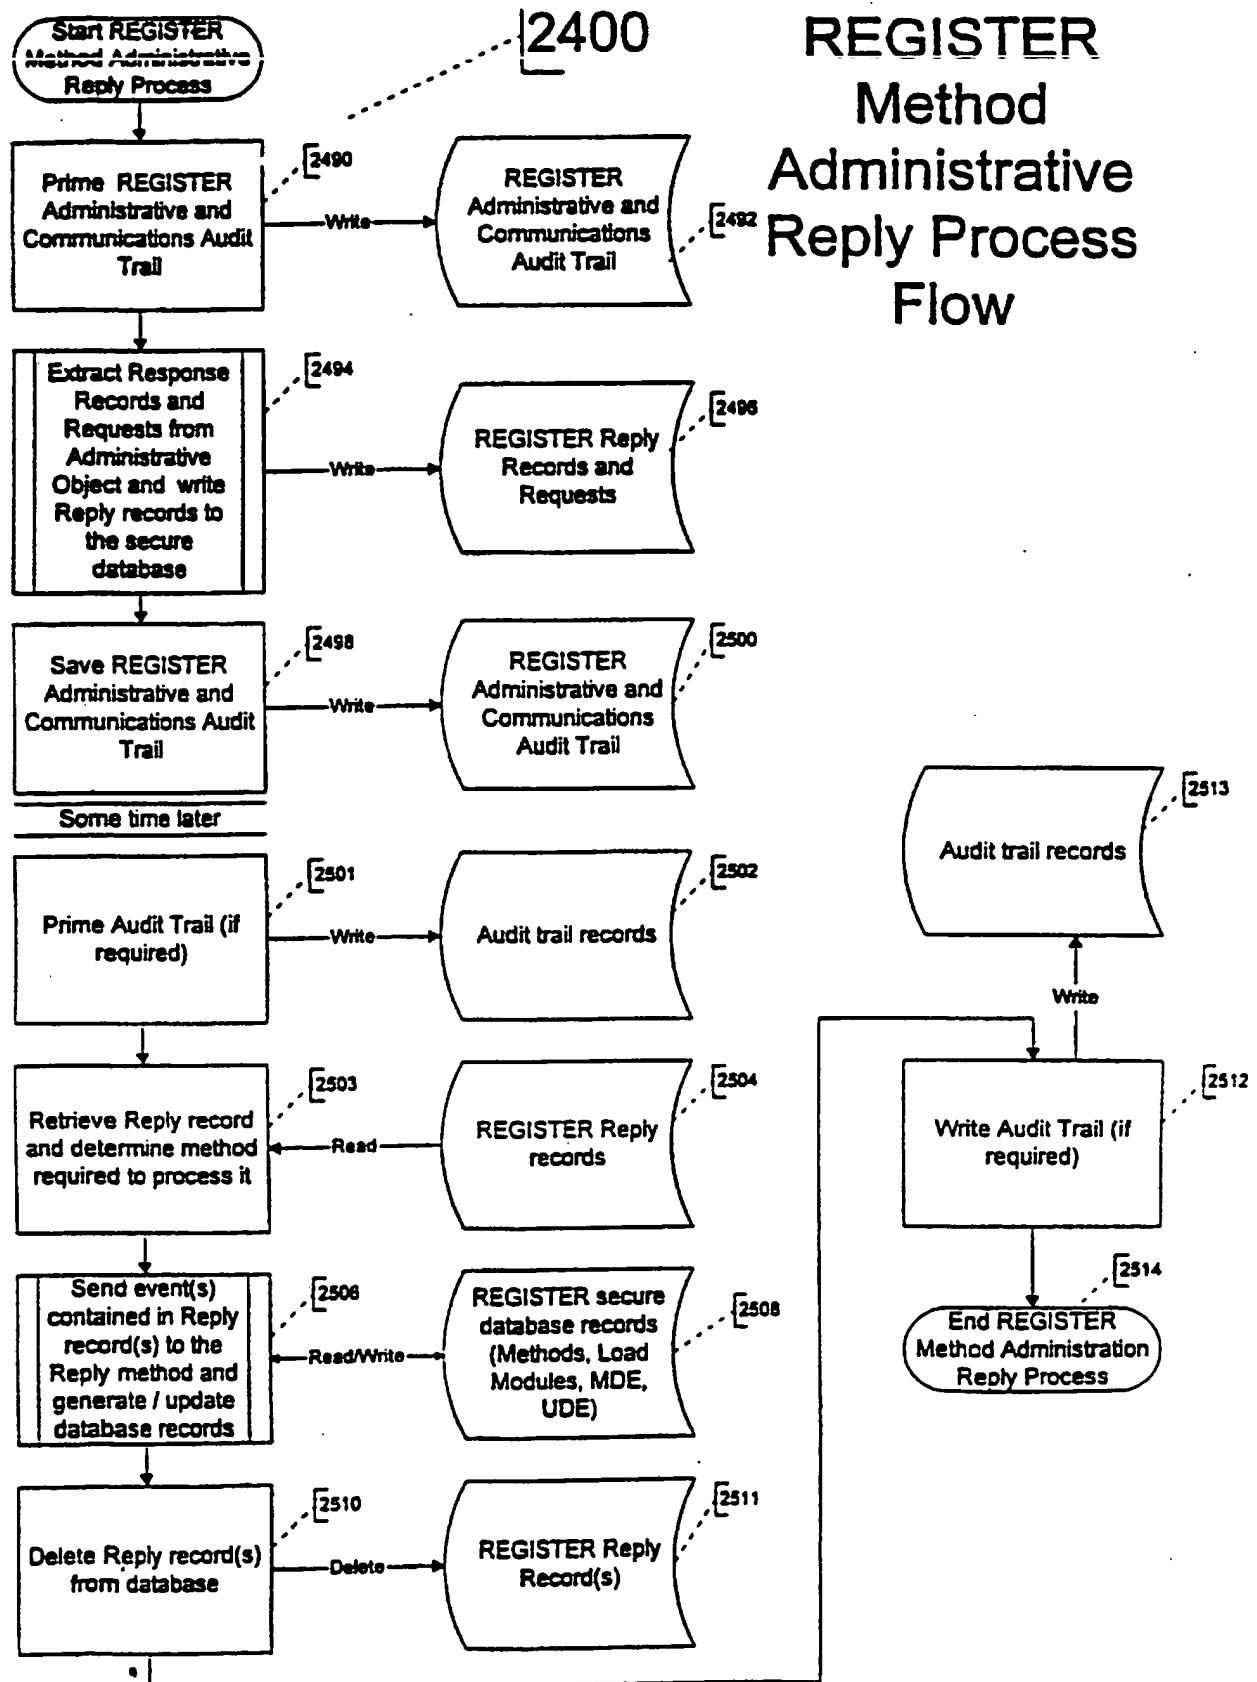 Start REGISTER
Method Administrative
Reply Process
2400
REGISTER
Method
Administrative
Reply Process
Flow
Prime REGISTER
Administrative and
Communications Audit
Trail
2490
Write
REGISTER
Administrative and
Communications
Audit Trail
2492
Extract Response
Records and
Requests from
Administrative
Object and write
Reply records to
the secure
database
2494
Write
REGISTER Reply
Records and
Requests
2496
Save REGISTER
Administrative and
Communications Audit
Trail
2498
Write
REGISTER
Administrative and
Communications
Audit Trail
2500
Some time later
Prime Audit Trail (if
required)
2501
Write
Audit trail records
2502
Retrieve Reply record
and determine method
required to process it
2503
Read
REGISTER Reply
records
2504
Send event(s)
contained in Reply
record(s) to the
Reply method and
generate / update
database records
2506
Read/Write
REGISTER secure
database records
(Methods, Load
Modules, MDE,
UDE)
2508
Delete Reply record(s)
from database
2510
Delete
REGISTER Reply
Record(s)
2511
Audit trail records
2513
Write
Write Audit Trail (if
required)
2512
2514
End REGISTER
Method Administration
Reply Process